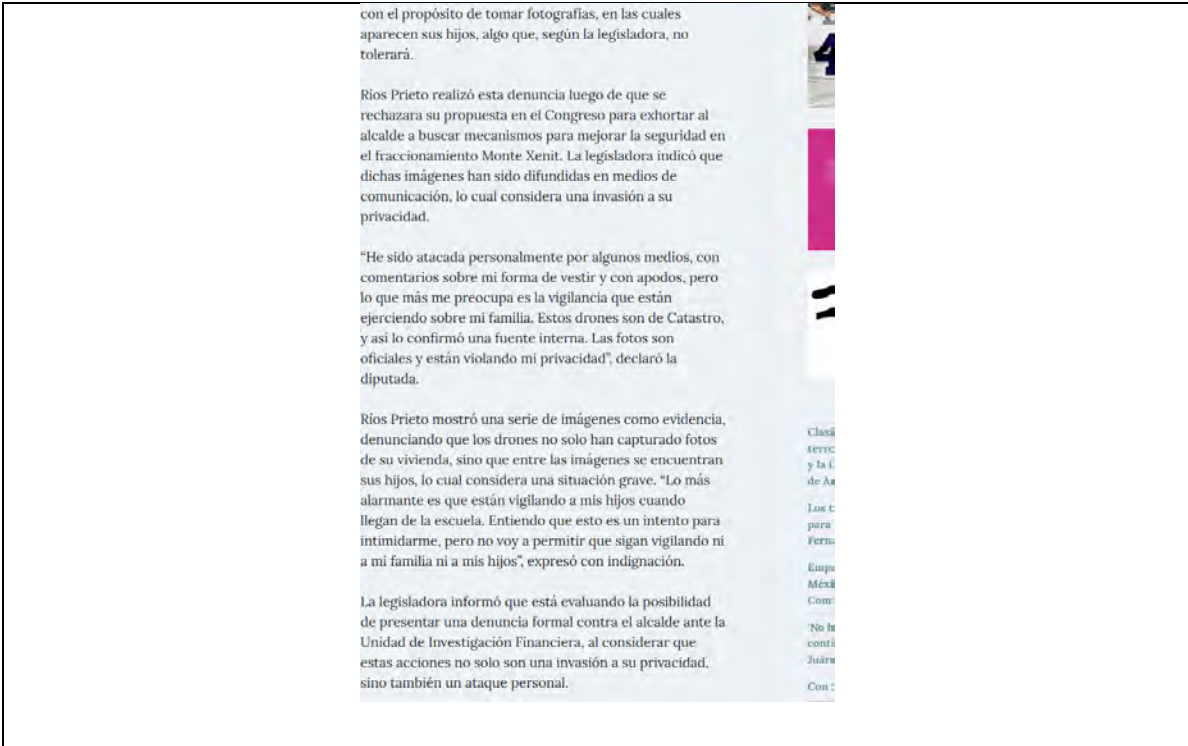 con el propósito de tomar fotografías, en las cuales
aparecen sus hijos, algo que, según la legisladora, no
tolerará.
Ríos Prieto realizó esta denuncia luego de que se
rechazara su propuesta en el Congreso para exhortar al
alcalde a buscar mecanismos para mejorar la seguridad en
el fraccionamiento Monte Xenit. La legisladora indicó que
dichas imágenes han sido difundidas en medios de
comunicación, lo cual considera una invasión a su
privacidad.
“He sido atacada personalmente por algunos medios, con
comentarios sobre mi forma de vestir y con apodos, pero
lo que más me preocupa es la vigilancia que están
ejerciendo sobre mi familia. Estos drones son de Catastro,
y así lo confirmó una fuente interna. Las fotos son
oficiales y están violando mi privacidad”, declaró la
diputada.
Ríos Prieto mostró una serie de imágenes como evidencia,
denunciando que los drones no solo han capturado fotos
de su vivienda, sino que entre las imágenes se encuentran
sus hijos, lo cual considera una situación grave. “Lo más
alarmante es que están vigilando a mis hijos cuando
llegan de la escuela. Entiendo que esto es un intento para
intimidarme, pero no voy a permitir que sigan vigilando ni
a mi familia ni a mis hijos”, expresó con indignación.
La legisladora informó que está evaluando la posibilidad
de presentar una denuncia formal contra el alcalde ante la
Unidad de Investigación Financiera, al considerar que
estas acciones no solo son una invasión a su privacidad,
sino también un ataque personal.
4
y la
de
Los
para
Con